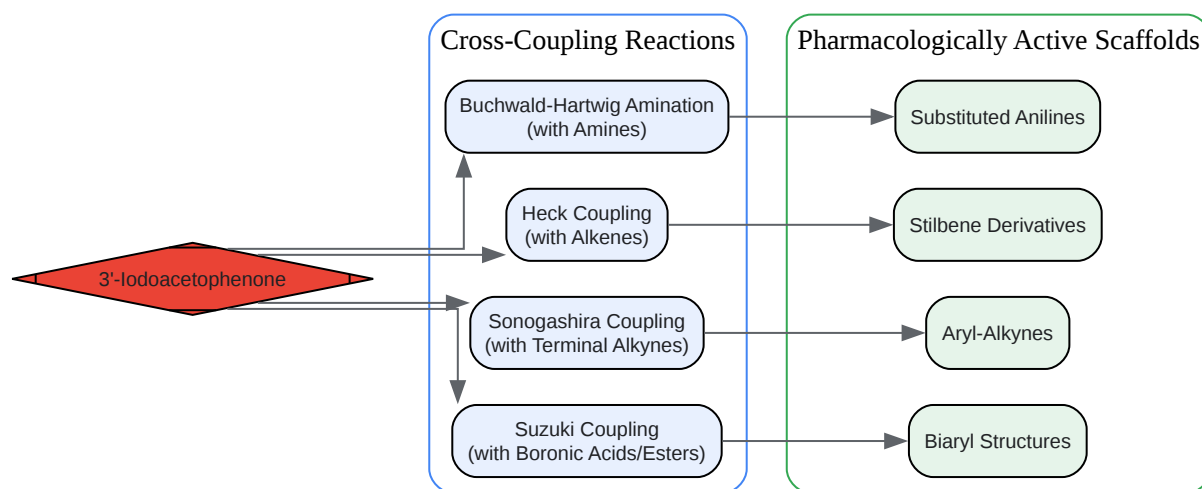 Cross-Coupling Reactions
Pharmacologically Active Scaffolds
Buchwald-Hartwig Amination
(with Amines)
Substituted Anilines
Heck Coupling
(with Alkenes)
Stilbene Derivatives
3'-Iodoacetophenone
Sonogashira Coupling
(with Terminal Alkynes)
Aryl-Alkynes
Suzuki Coupling
(with Boronic Acids/Esters)
Biaryl Structures